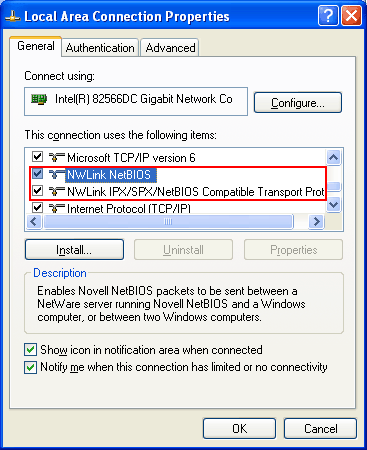 Local Area Connection Properties
General Authentication Advanced
Connect using:
Intel(R) 82566DC Gigabit Network Co
Configure...
This connection uses the following items:
Microsoft TCP/IP version 6
NWLink NetBIOS
NWLink IPX/SPX/NetBIOS Compatible Transport Prot
Internet Protocol (TCP/IP)
Install... Uninstall Properties
Description
Enables Novell NetBIOS packets to be sent between a
NetWare server running Novell NetBIOS and a Windows
computer, or between two Windows computers.
Show icon in notification area when connected
Notify me when this connection has limited or no connectivity
OK Cancel